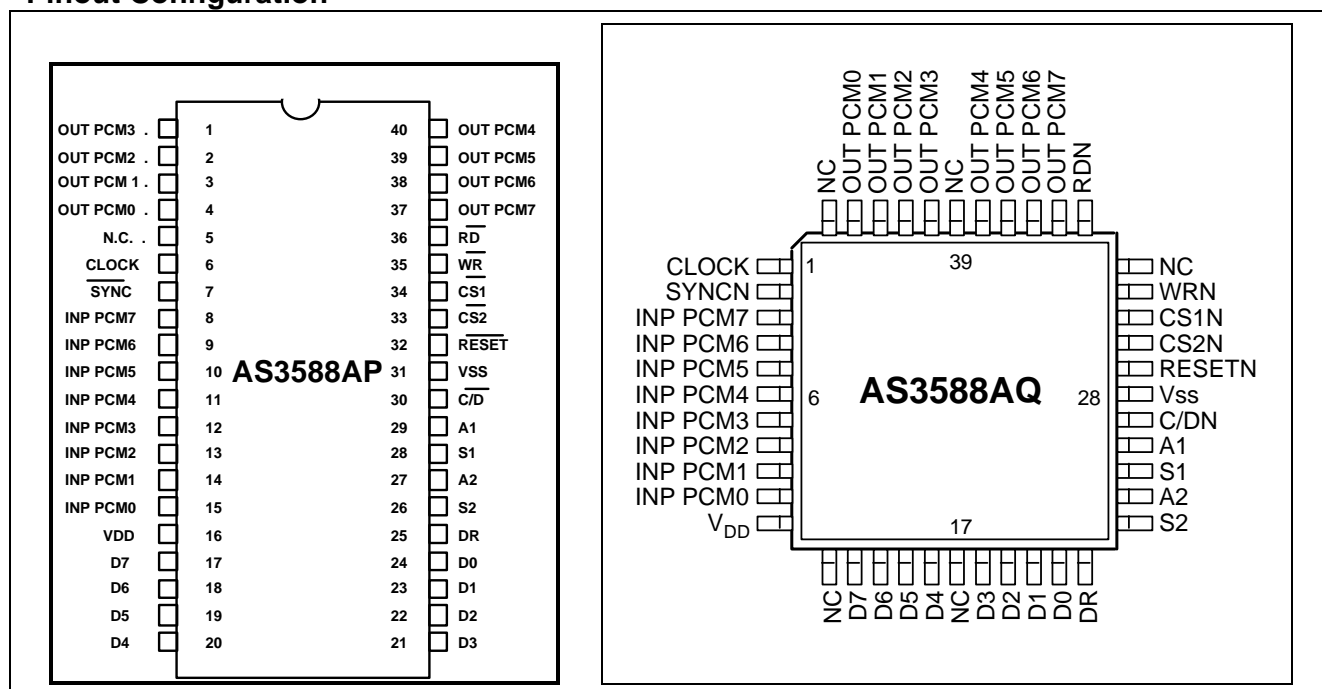 Pinout Configuration
OUT PCM3 . 1 40 OUT PCM4
OUT PCM2 . 2 39 OUT PCM5
OUT PCM 1 . 3 38 OUT PCM6
OUT PCM0 . 4 37 OUT PCM7
N.C. . 5 36 RD
CLOCK 6 35 WR
SYNC 7 34 CS1
INP PCM7 8 33 CS2
INP PCM6 9 32 RESET
INP PCM5 10 AS3588AP 31 VSS
INP PCM4 11 30 C/D
INP PCM3 12 29 A1
INP PCM2 13 28 S1
INP PCM1 14 27 A2
INP PCM0 15 26 S2
VDD 16 25 DR
D7 17 24 D0
D6 18 23 D1
D5 19 22 D2
D4 20 21 D3
NC
OUT PCM0
OUT PCM1
OUT PCM2
OUT PCM3
NC
OUT PCM4
OUT PCM5
OUT PCM6
OUT PCM7
RDN
CLOCK 1 39 NC
SYNCN WRN
INP PCM7 CS1N
INP PCM6 CS2N
INP PCM5 RESETN
INP PCM4 6 AS3588AQ 28 Vss
INP PCM3 C/DN
INP PCM2 A1
INP PCM1 S1
INP PCM0 A2
VDD 17 S2
NC
D7
D6
D5
D4
NC
D3
D2
D1
D0
DR